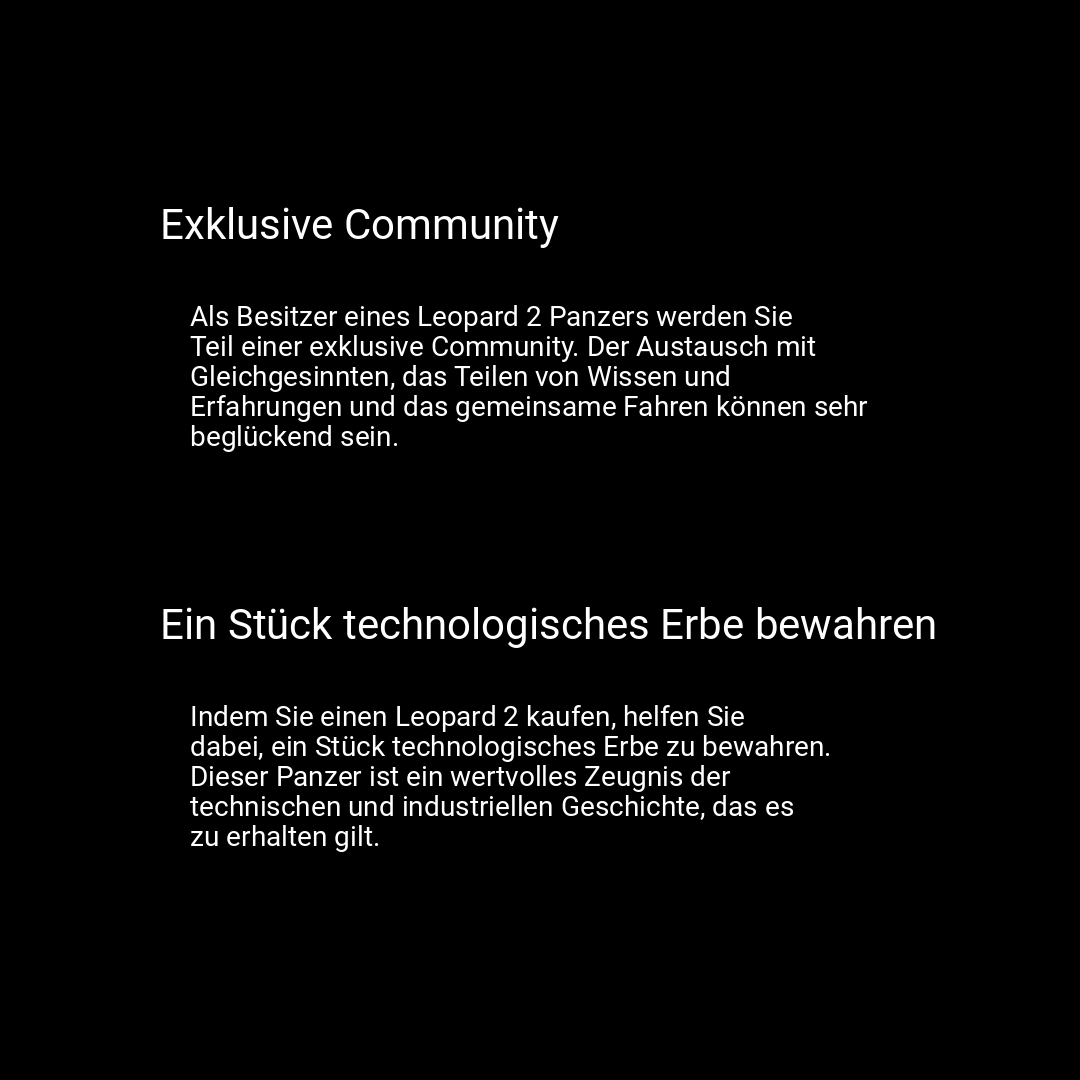 Exklusive Community
Als Besitzer eines Leopard 2 Panzers werden Sie
Teil einer exklusive Community. Der Austausch mit
Gleichgesinnten, das Teilen von Wissen und
Erfahrungen und das gemeinsame Fahren können sehr
beglückend sein.
Ein Stück technologisches Erbe bewahren
Indem Sie einen Leopard 2 kaufen, helfen Sie
dabei, ein Stück technologisches Erbe zu bewahren.
Dieser Panzer ist ein wertvolles Zeugnis der
technischen und industriellen Geschichte, das es
zu erhalten gilt.